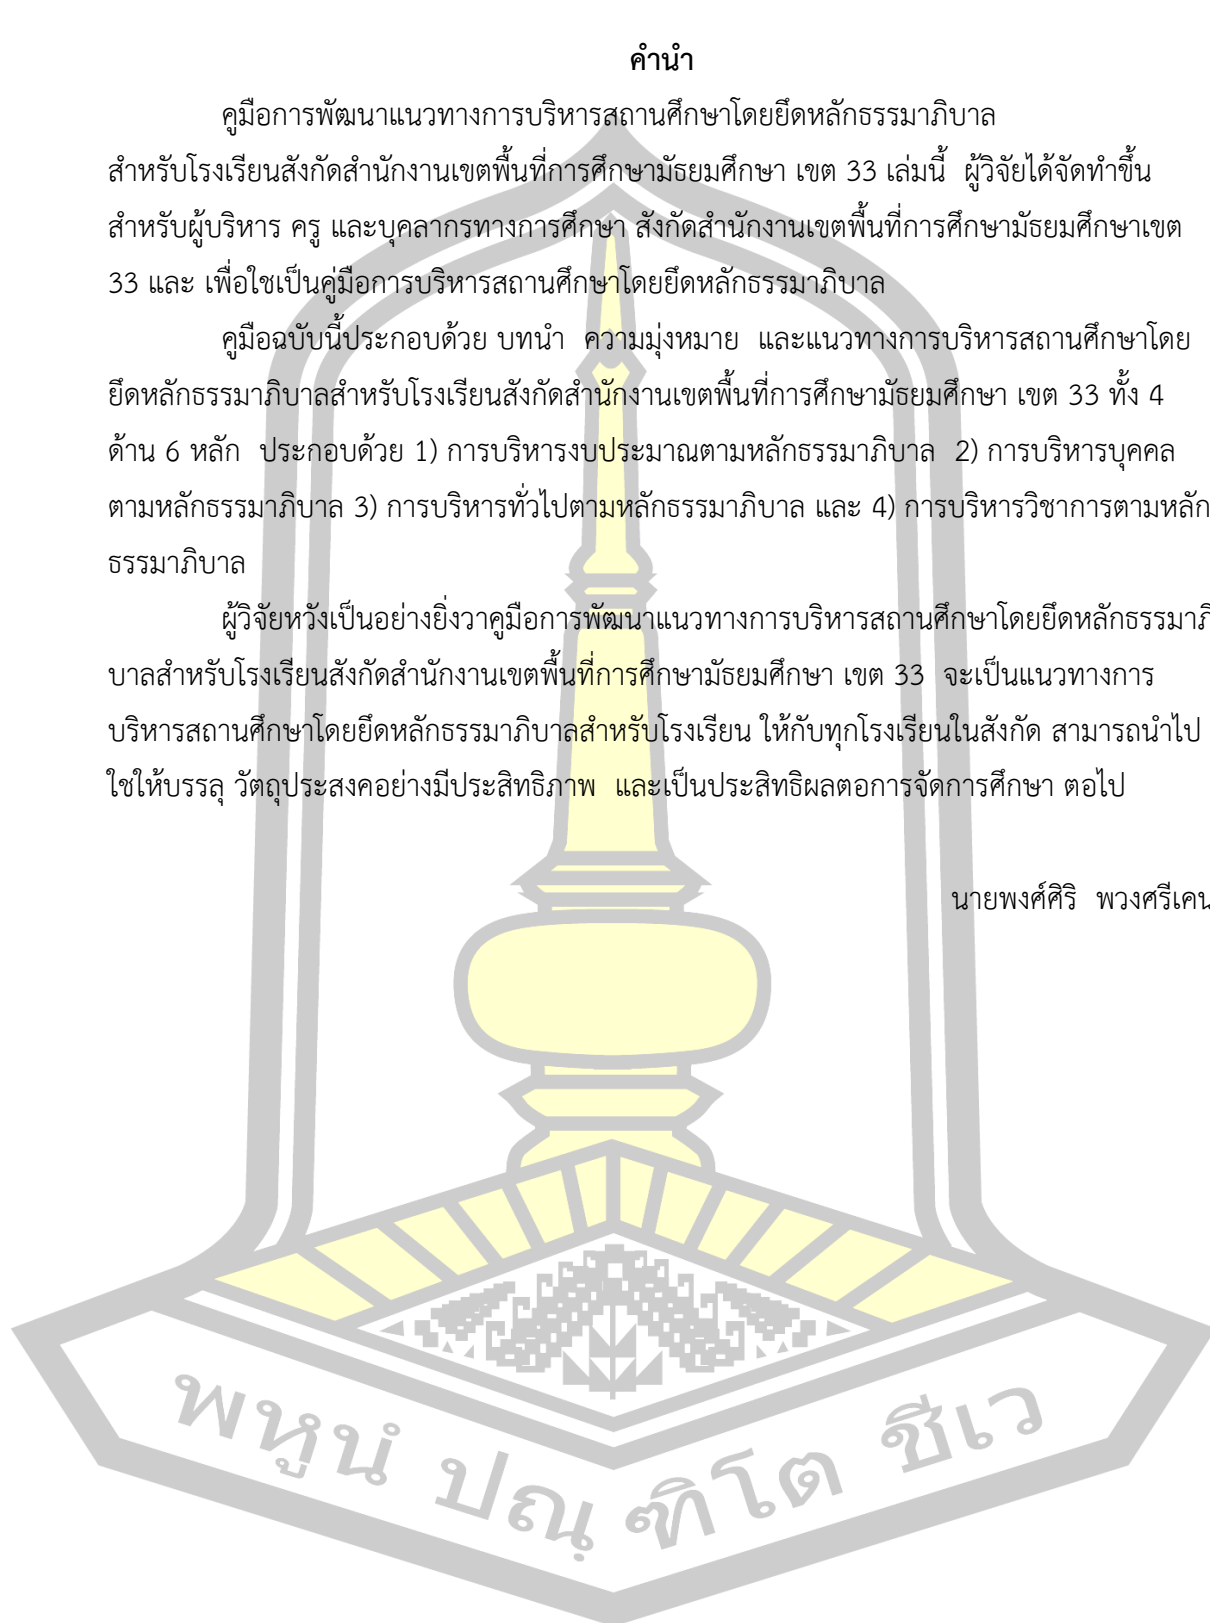 คำนำ
คูมือการพัฒนาแนวทางการบริหารสถานศึกษาโดยยึดหลักธรรมาภิบาล
สำหรับโรงเรียนสังกัดสำนักงานเขตพื้นที่การศึกษามัธยมศึกษา เขต 33 เล่มนี้  ผู้วิจัยได้จัดทำขึ้น
สำหรับผู้บริหาร ครู และบุคลากรทางการศึกษา สังกัดสำนักงานเขตพื้นที่การศึกษามัธยมศึกษาเขต
33 และ เพื่อใชเป็นคู่มือการบริหารสถานศึกษาโดยยึดหลักธรรมาภิบาล
คูมือฉบับนี้ประกอบด้วย บทนำ  ความมุ่งหมาย  และแนวทางการบริหารสถานศึกษาโดย
ยึดหลักธรรมาภิบาลสำหรับโรงเรียนสังกัดสำนักงานเขตพื้นที่การศึกษามัธยมศึกษา เขต 33 ทั้ง 4
ด้าน 6 หลัก  ประกอบด้วย 1) การบริหารงบประมาณตามหลักธรรมาภิบาล  2) การบริหารบุคคล
ตามหลักธรรมาภิบาล 3) การบริหารทั่วไปตามหลักธรรมาภิบาล และ 4) การบริหารวิชาการตามหลัก
ธรรมาภิบาล
ผู้วิจัยหวังเป็นอย่างยิ่งวาคูมือการพัฒนาแนวทางการบริหารสถานศึกษาโดยยึดหลักธรรมาภิ
บาลสำหรับโรงเรียนสังกัดสำนักงานเขตพื้นที่การศึกษามัธยมศึกษา เขต 33  จะเป็นแนวทางการ
บริหารสถานศึกษาโดยยึดหลักธรรมาภิบาลสำหรับโรงเรียน ให้กับทุกโรงเรียนในสังกัด สามารถนำไป
ใชให้บรรลุ วัตถุประสงคอย่างมีประสิทธิภาพ  และเป็นประสิทธิผลตอการจัดการศึกษา ตอไป
นายพงศ์ศิริ  พวงศรีเคน
พหูนํ ปณฺ ฑิโต ชีเว